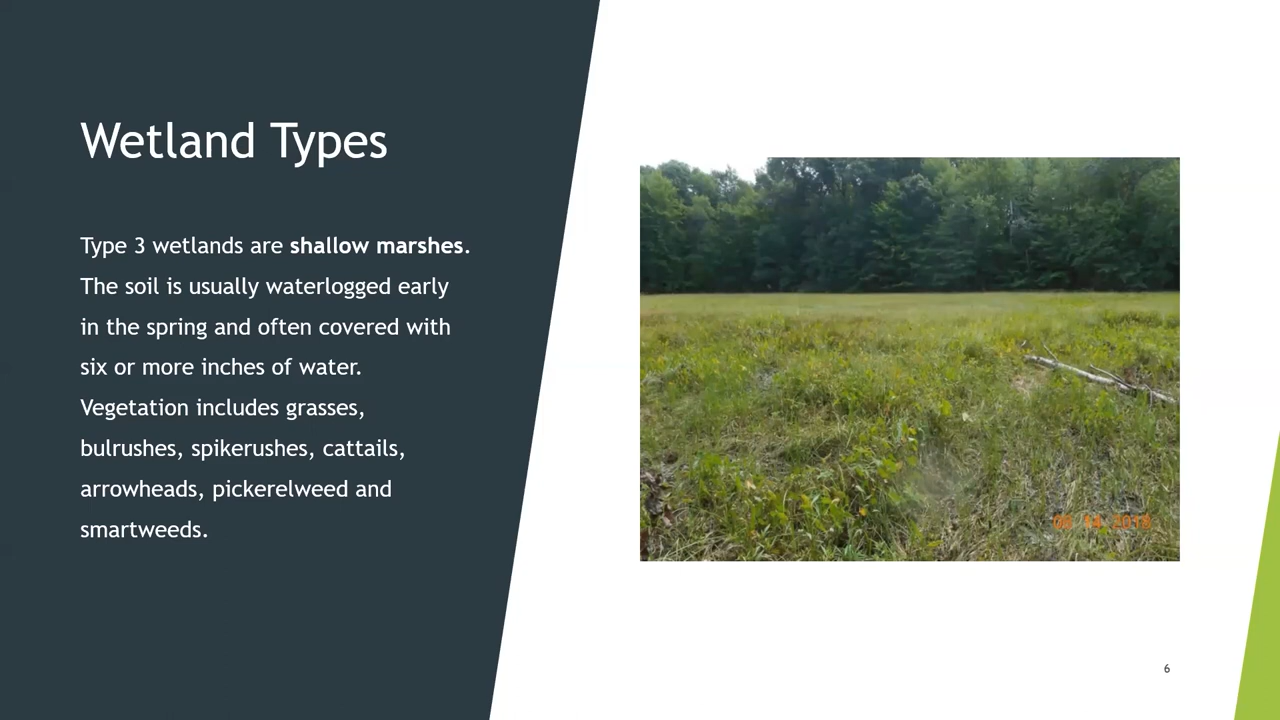 Wetland Types
Type 3 wetlands are shallow marshes.
The soil is usually waterlogged early
in the spring and often covered with
six or more inches of water.
Vegetation includes grasses,
bulrushes, spikerushes, cattails,
arrowheads, pickerelweed and
smartweeds.
6